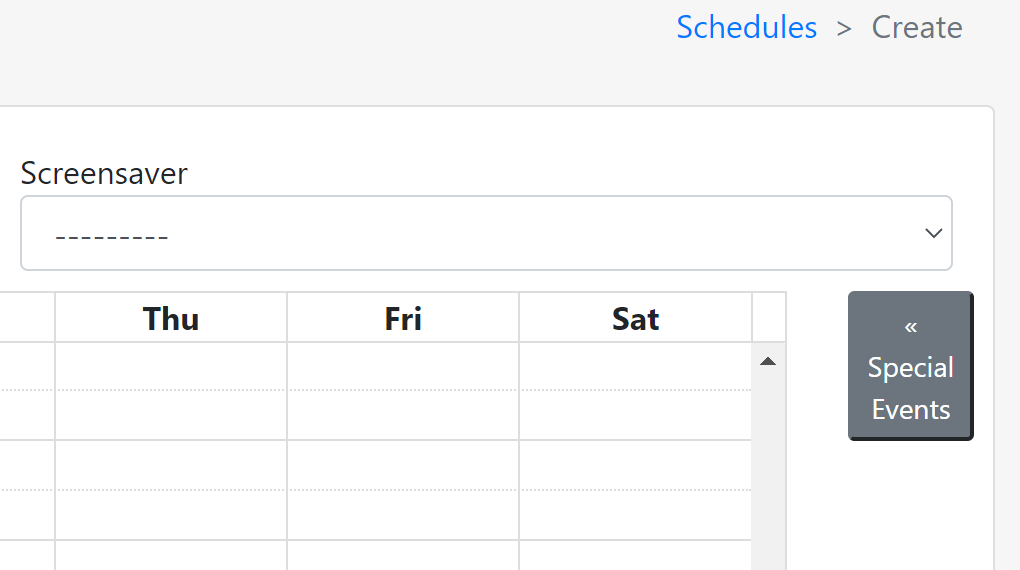 Schedules > Create
Screensaver
---------
Thu Fri Sat
«
Special
Events